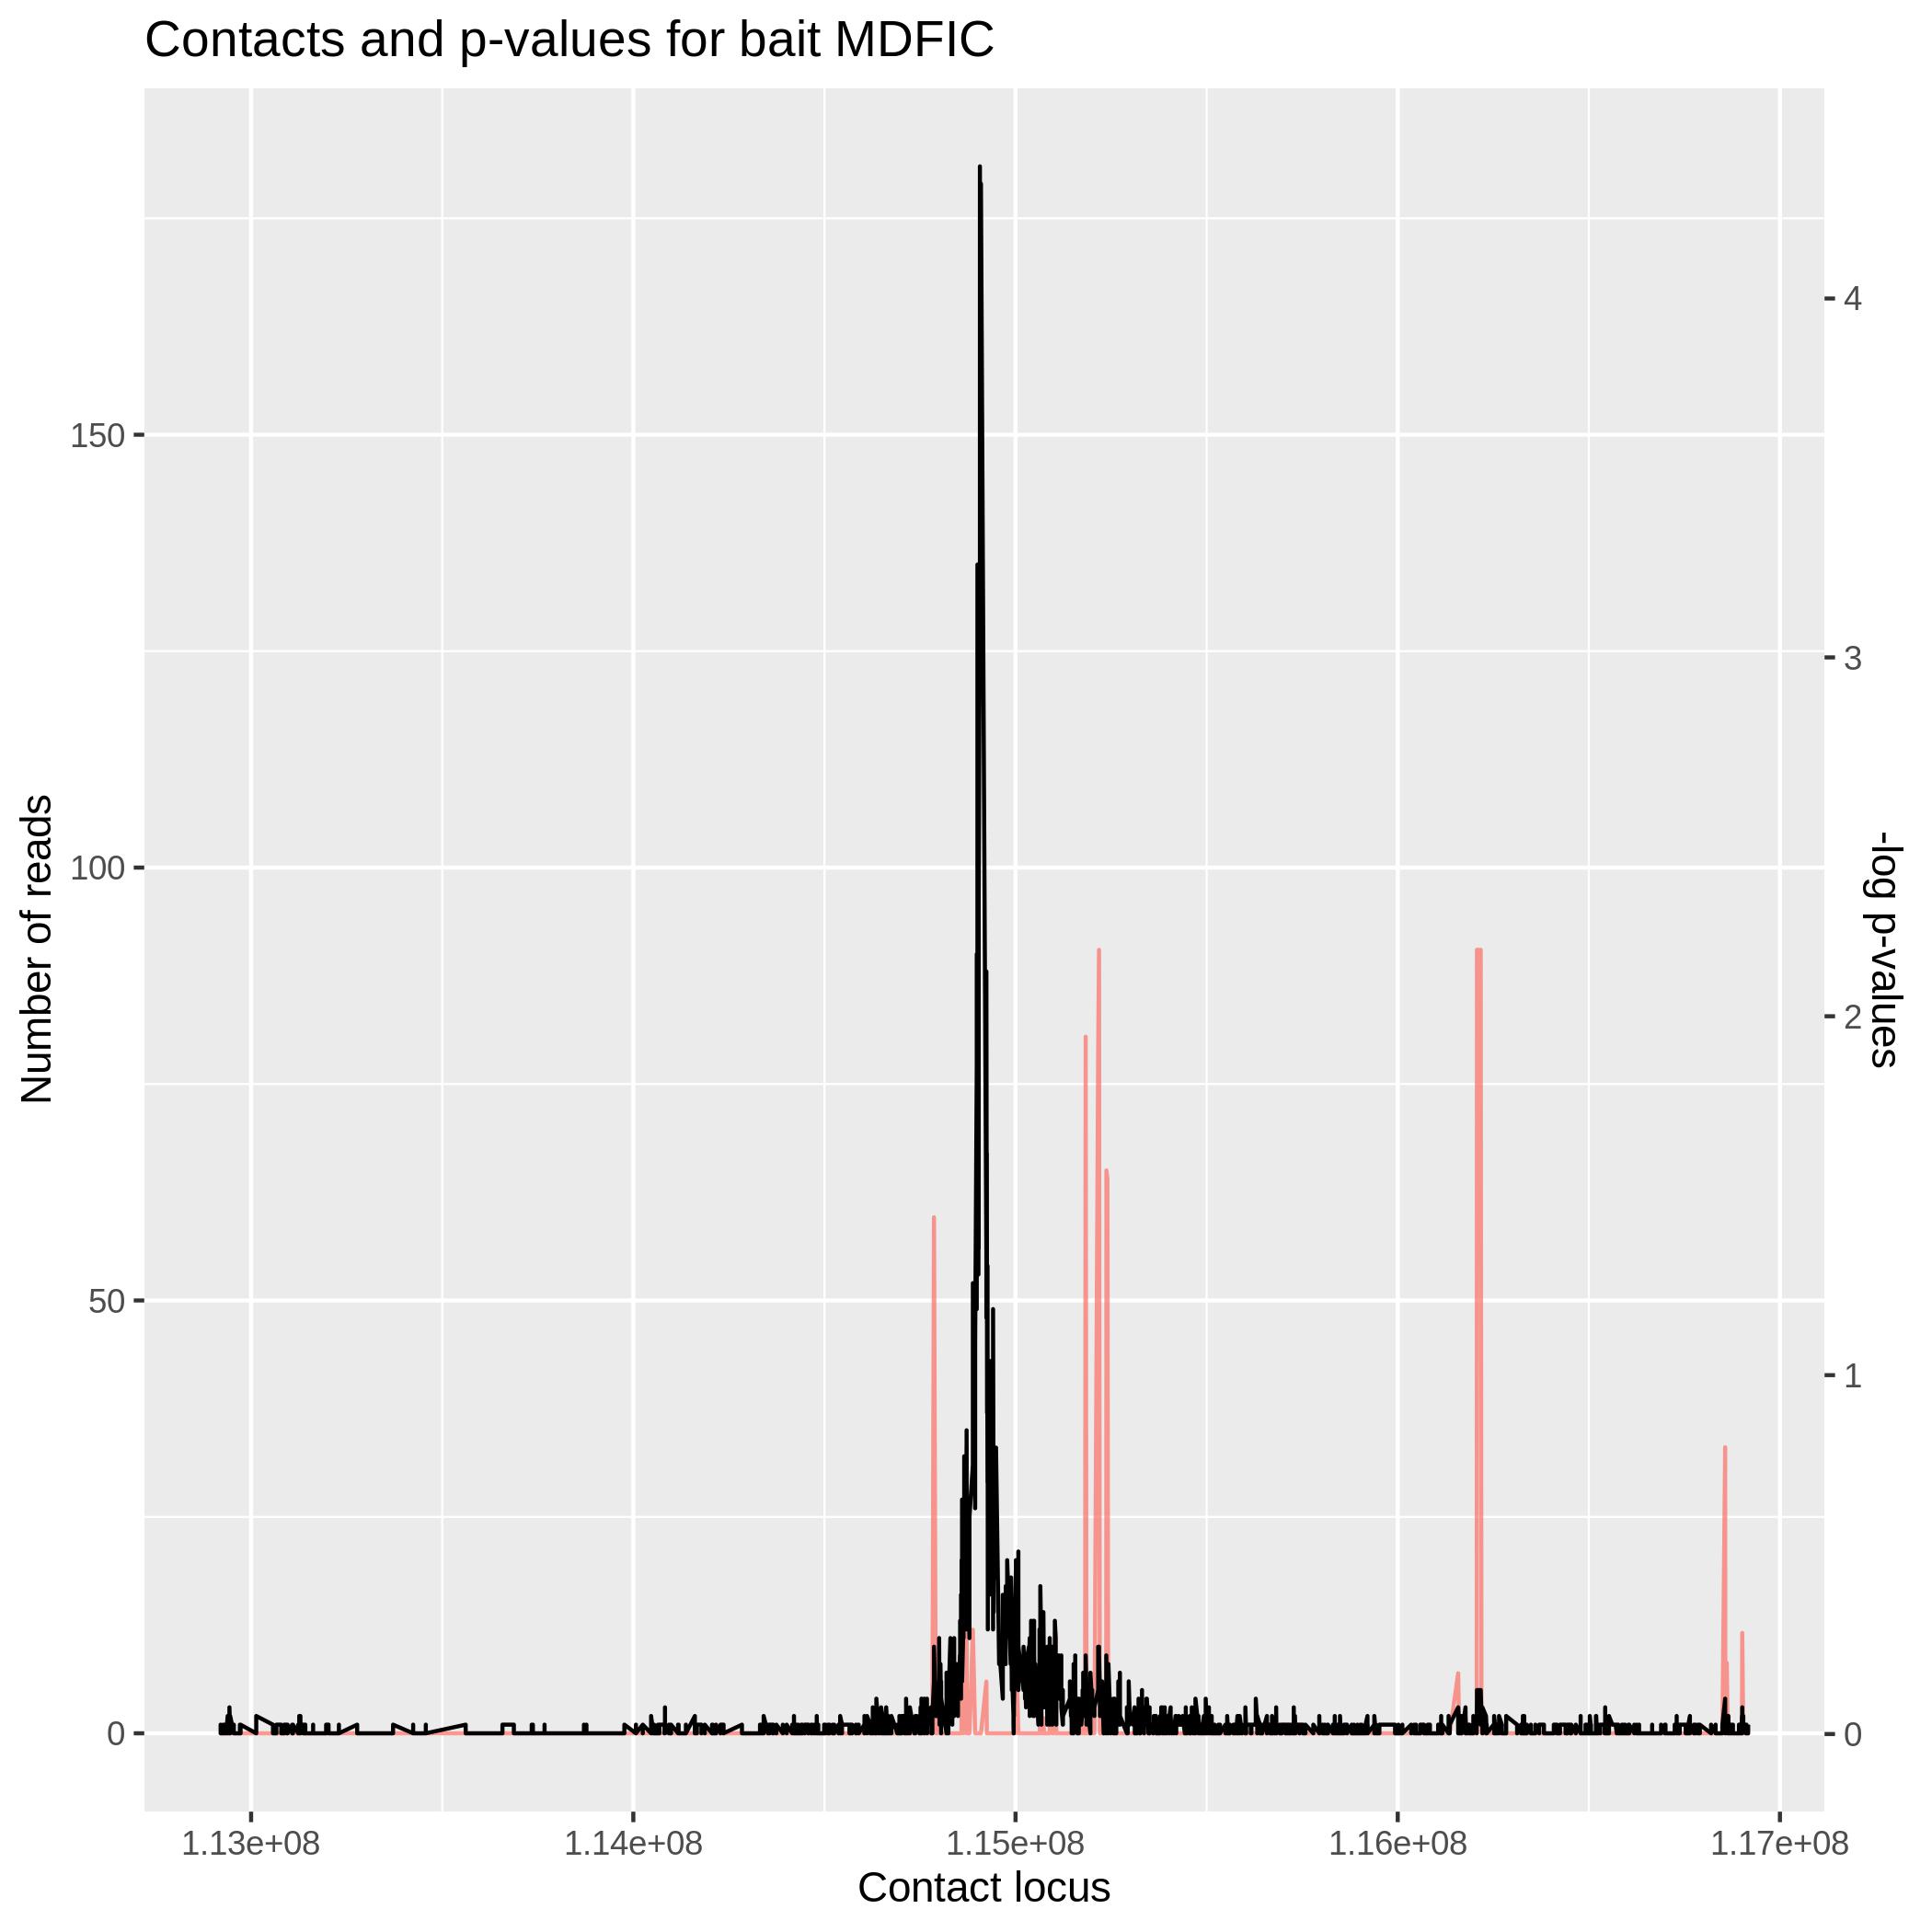 Contacts and p-values for bait MDFIC
Number of reads
150
100
50
0
4
3
2
1
0
-log p-values
1.13e+08
1.14e+08
1.15e+08
1.16e+08
1.17e+08
Contact locus